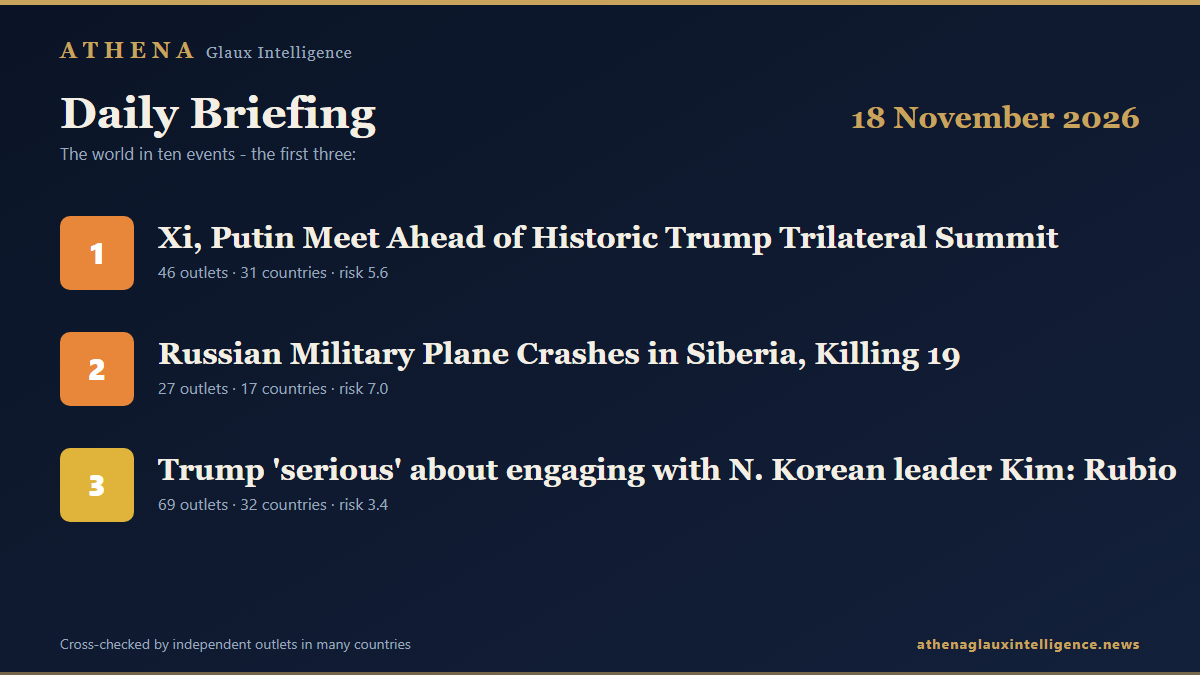 ATHENA Glaux Intelligence
Daily Briefing
18 November 2026
The world in ten events - the first three:
1
Xi, Putin Meet Ahead of Historic Trump Trilateral Summit
46 outlets · 31 countries · risk 5.6
2
Russian Military Plane Crashes in Siberia, Killing 19
27 outlets · 17 countries · risk 7.0
3
Trump 'serious' about engaging with N. Korean leader Kim: Rubio
69 outlets · 32 countries · risk 3.4
Cross-checked by independent outlets in many countries
athenaglauxintelligence.news